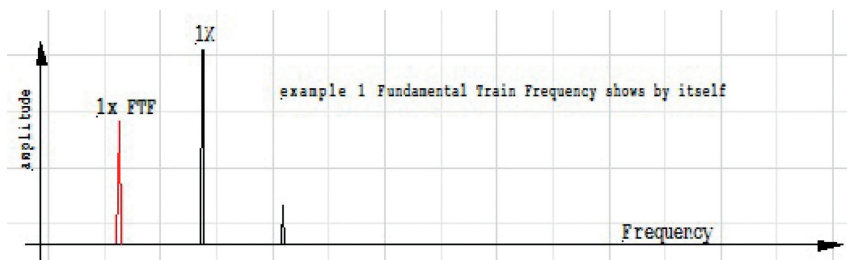 1X
example 1 Fundamental Train Frequency shows by itself
1x FTF
amplitude
Frequency